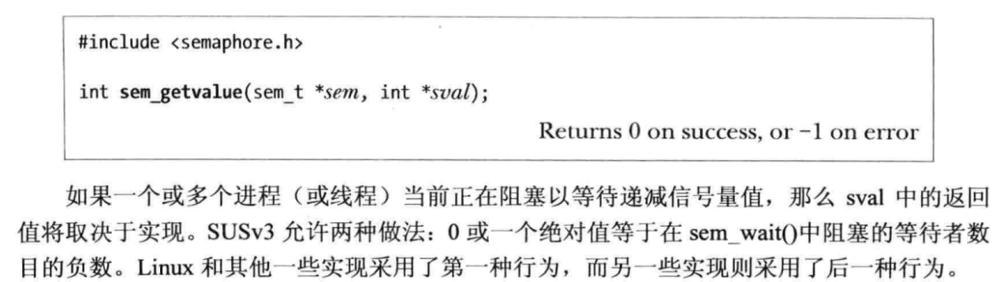 #include <semaphore.h>
int sem_getvalue(sem_t *sem, int *sval);
Returns 0 on success, or −1 on error
如果一个或多个进程（或线程）当前正在阻塞以等待递减信号量值，那么 sval 中的返回
值将取决于实现。SUSv3 允许两种做法：0 或一个绝对值等于在 sem_wait()中阻塞的等待者数
目的负数。Linux 和其他一些实现采用了第一种行为，而另一些实现则采用了后一种行为。